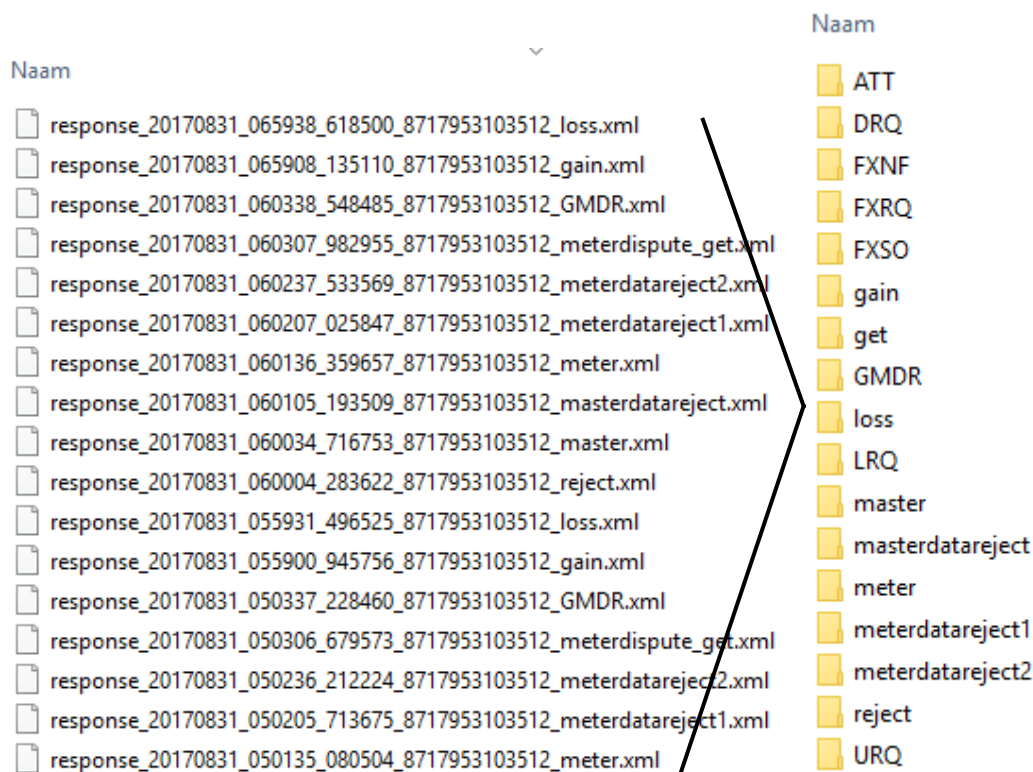 Naam
response_20170831_065938_618500_8717953103512_loss.xml
response_20170831_065908_135110_8717953103512_gain.xml
response_20170831_060338_548485_8717953103512_GMDR.xml
response_20170831_060307_982955_8717953103512_meterdispute_get.xml
response_20170831_060237_533569_8717953103512_meterdatareject2.xml
response_20170831_060207_025847_8717953103512_meterdatareject1.xml
response_20170831_060136_359657_8717953103512_meter.xml
response_20170831_060105_193509_8717953103512_masterdatareject.xml
response_20170831_060034_716753_8717953103512_master.xml
response_20170831_060004_283622_8717953103512_reject.xml
response_20170831_055931_496525_8717953103512_loss.xml
response_20170831_055900_945756_8717953103512_gain.xml
response_20170831_050337_228460_8717953103512_GMDR.xml
response_20170831_050306_679573_8717953103512_meterdispute_get.xml
response_20170831_050236_212224_8717953103512_meterdatareject2.xml
response_20170831_050205_713675_8717953103512_meterdatareject1.xml
response_20170831_050135_080504_8717953103512_meter.xml
Naam
ATT
DRQ
FXNF
FXRQ
FXSO
gain
get
GMDR
loss
LRQ
master
masterdatareject
meter
meterdatareject1
meterdatareject2
reject
URQ